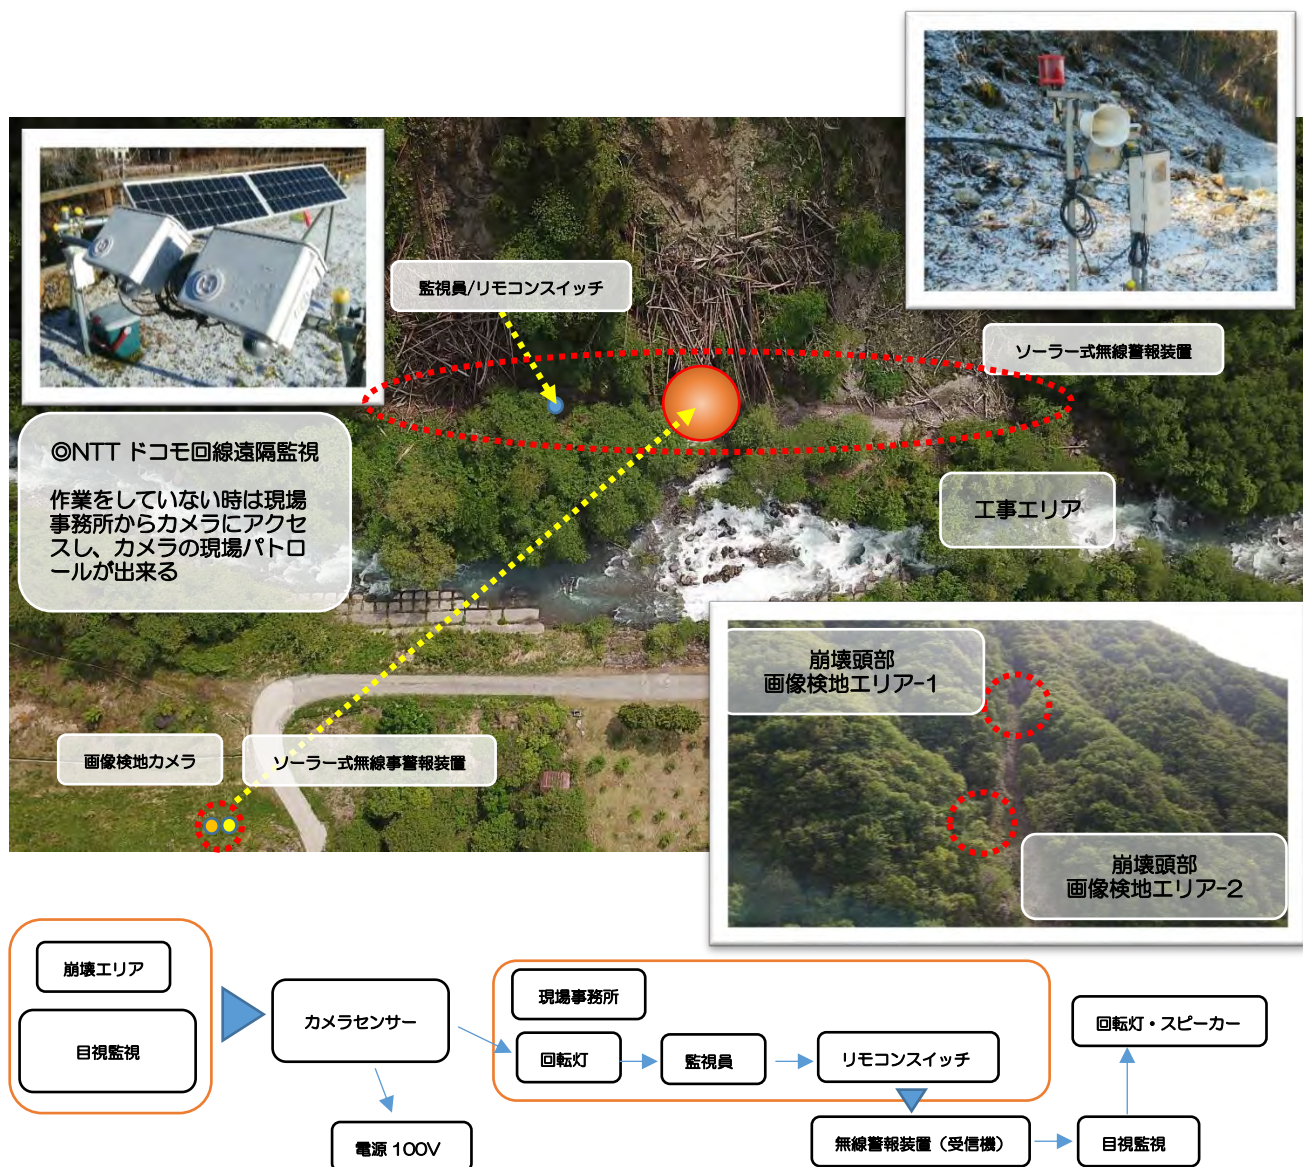 監視員/リモコンスイッチ
ソーラー式無線警報装置
◎NTT ドコモ回線遠隔監視
作業をしていない時は現場
事務所からカメラにアクセ
スし、カメラの現場パトロ
ールが出来る
工事エリア
崩壊頭部
画像検地エリア-1
画像検地カメラ
ソーラー式無線事警報装置
崩壊頭部
画像検地エリア-2
崩壊エリア
目視監視
カメラセンサー
電源 100V
現場事務所
回転灯
監視員
リモコンスイッチ
無線警報装置（受信機）
目視監視
回転灯・スピーカー